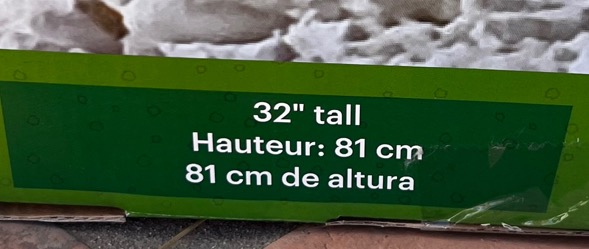 32" tall
Hauteur: 81 cm
81 cm de altura